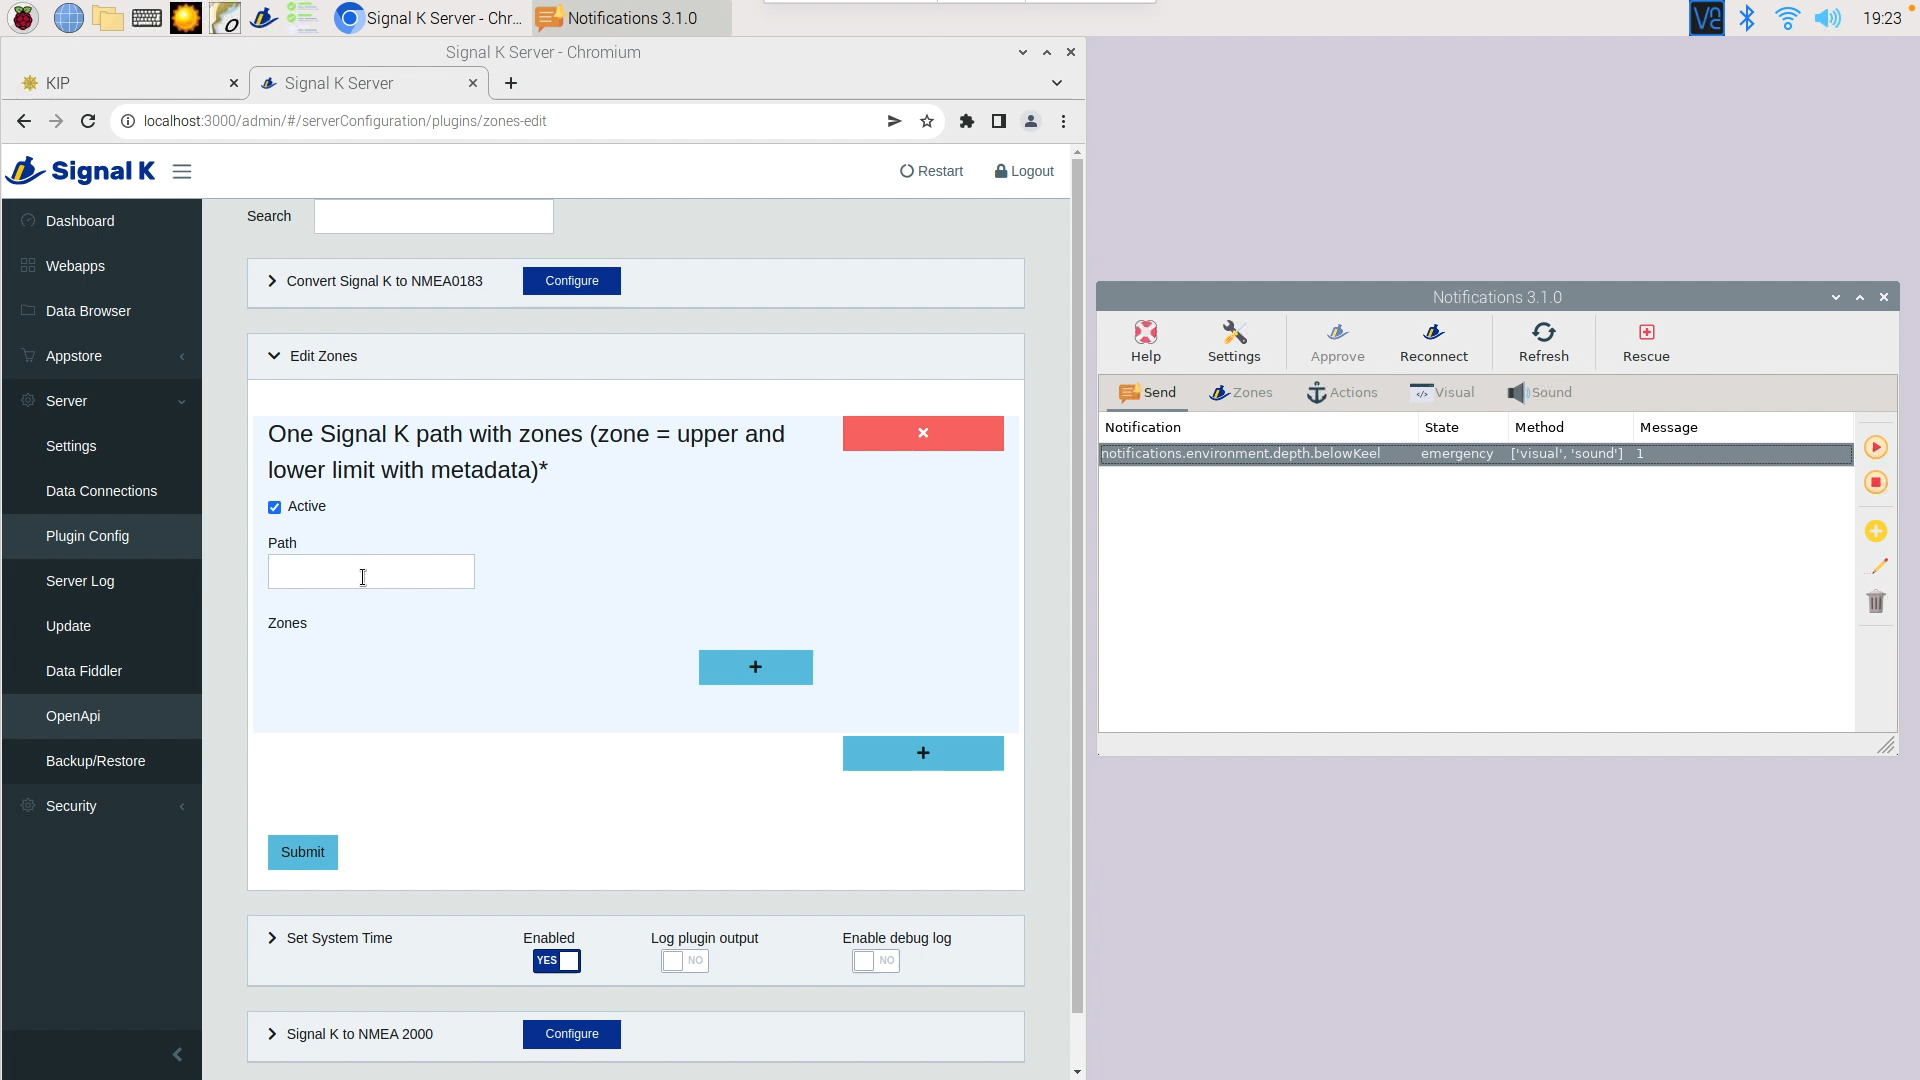 Signal K Server - Chr...
Notifications 3.1.0
19:23
Signal K Server - Chromium
KIP
Signal K Server
localhost:3000/admin/#/serverConfiguration/plugins/zones-edit
Signal K
Restart
Logout
Dashboard
Webapps
Data Browser
Appstore
Server
Settings
Data Connections
Plugin Config
Server Log
Update
Data Fiddler
OpenApi
Backup/Restore
Security
Search
Convert Signal K to NMEA0183
Configure
Edit Zones
One Signal K path with zones (zone = upper and
lower limit with metadata)*
Active
Path
Zones
+
+
Submit
Set System Time
Enabled
YES
Log plugin output
NO
Enable debug log
NO
Signal K to NMEA 2000
Configure
Notifications 3.1.0
Help
Settings
Approve
Reconnect
Refresh
Rescue
Send
Zones
Actions
Visual
Sound
Notification State Method Message
notifications.environment.depth.belowKeel emergency ['visual', 'sound'] 1